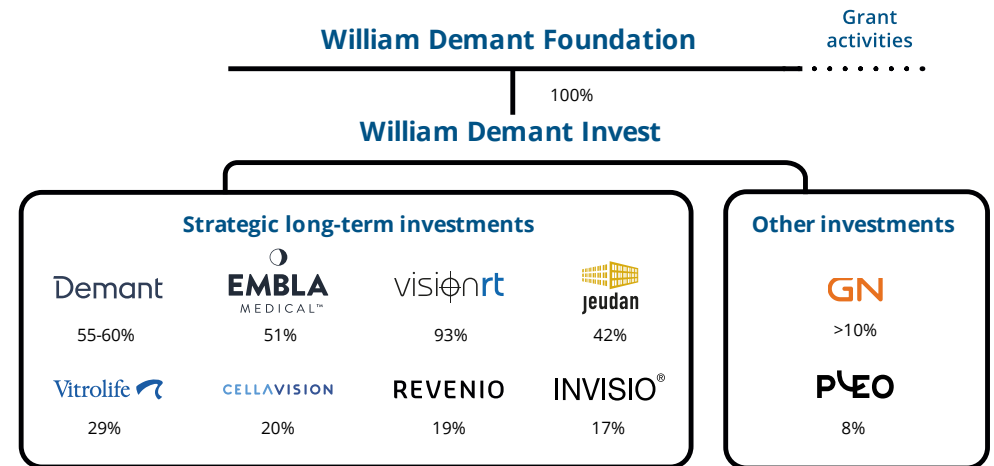 William Demant Foundation
Grant
activities
100%
William Demant Invest
Strategic long-term investments
Demant
EMBLA
MEDICAL™
visionrt
jeudan
55-60%
51%
93%
42%
Vitrolife
CELLAVISION
REVENIO
INVISIO®
29%
20%
19%
17%
Other investments
GN
>10%
PLEO
8%